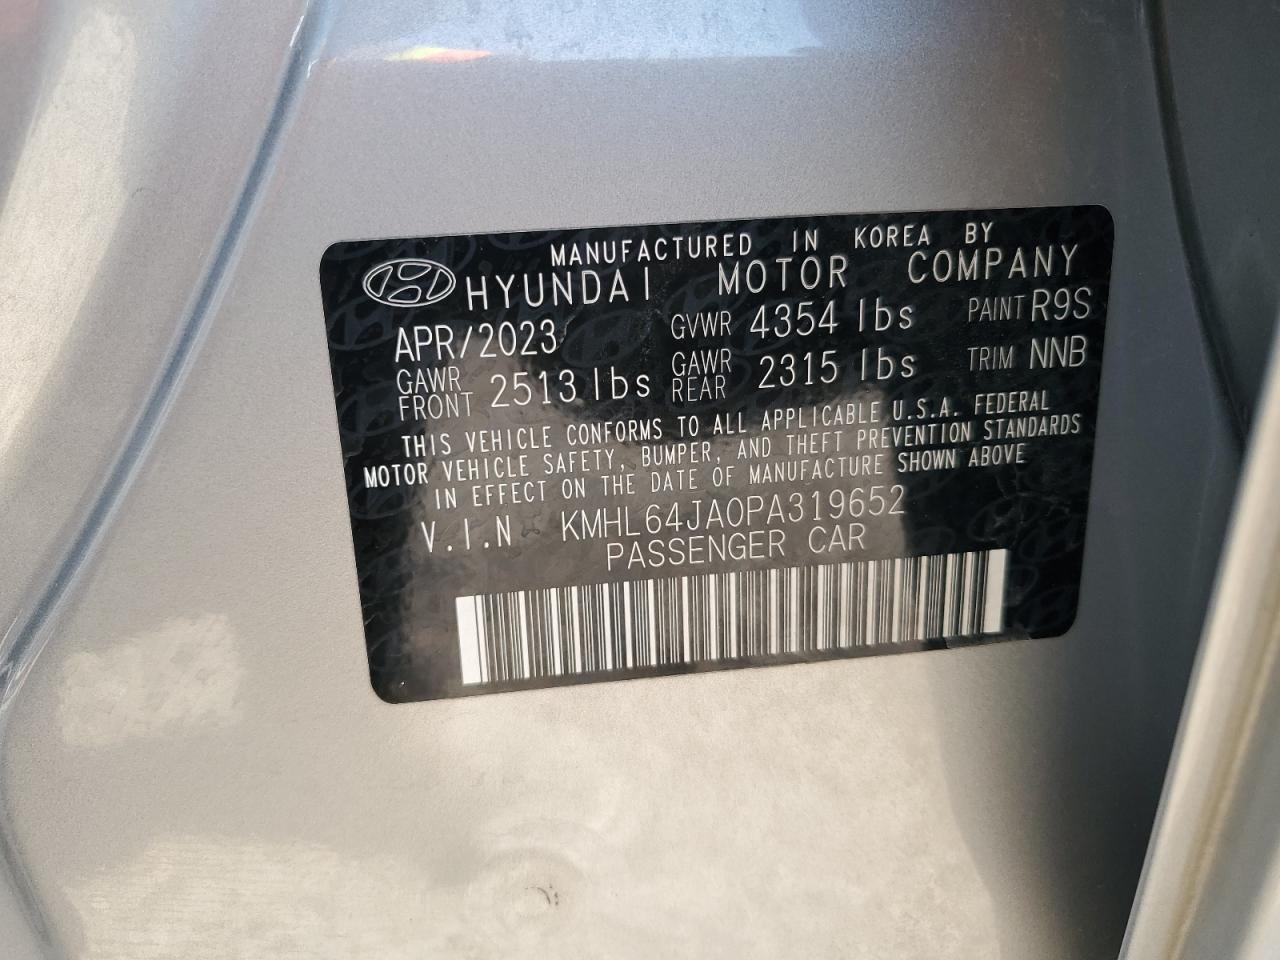 MANUFACTURED IN KOREA BY
HYUNDAI MOTOR COMPANY
APR/2023 GVWR 4354 lbs PAINT R9S
GAWR FRONT 2513 lbs GAWR REAR 2315 lbs TRIM NNB
THIS VEHICLE CONFORMS TO ALL APPLICABLE U.S.A. FEDERAL
MOTOR VEHICLE SAFETY, BUMPER, AND THEFT PREVENTION STANDARDS
IN EFFECT ON THE DATE OF MANUFACTURE SHOWN ABOVE
V.I.N KMHL64JA0PA319652
PASSENGER CAR